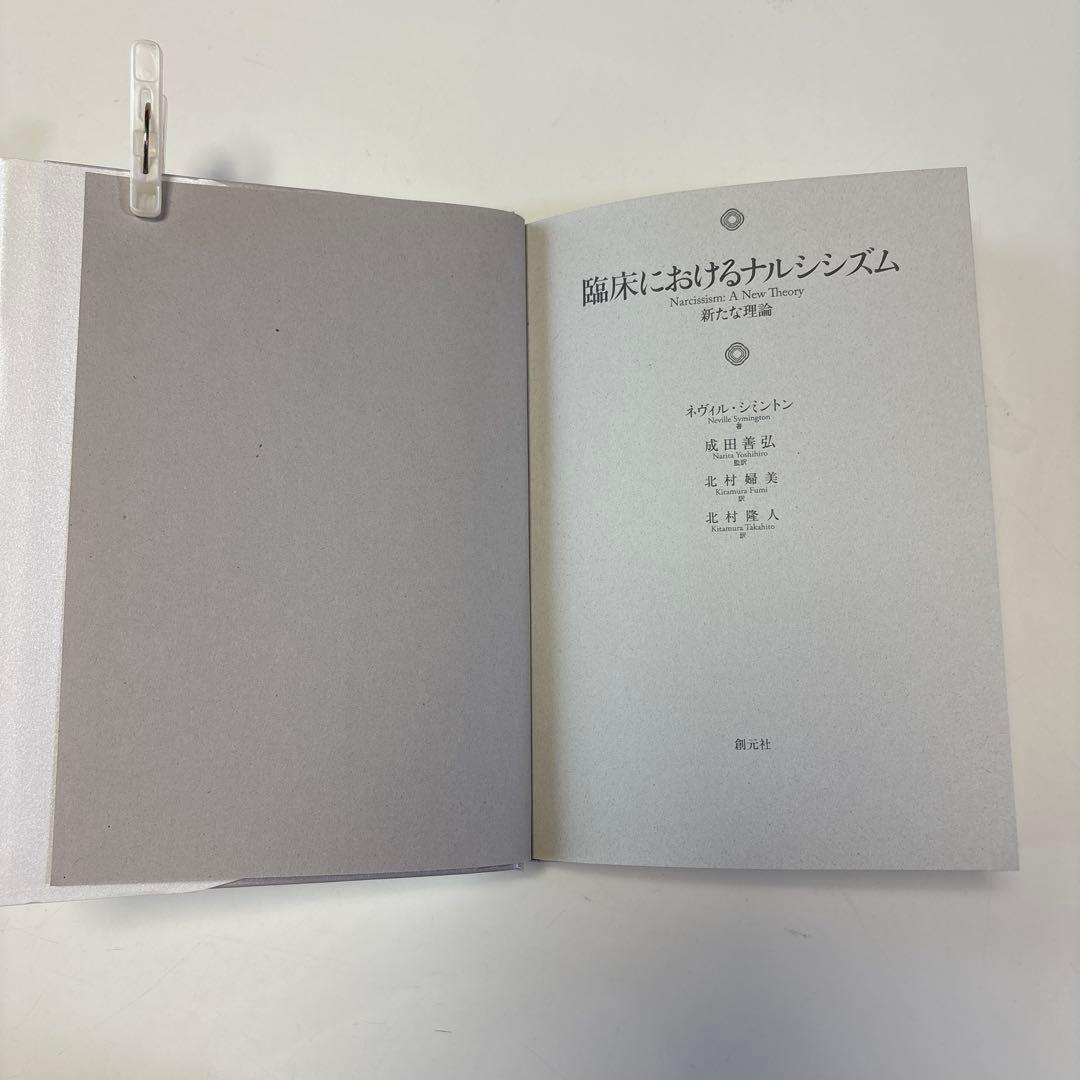 臨床におけるナルシシズム
Narcissism: A New Theory
新たな理論
ネヴィル・シミントン
Neville Symington
著
成田善弘
Narita Yoshihiro
監訳
北村婦美
Kitamura Fumi
訳
北村隆人
Kitamura Takahito
訳
創元社